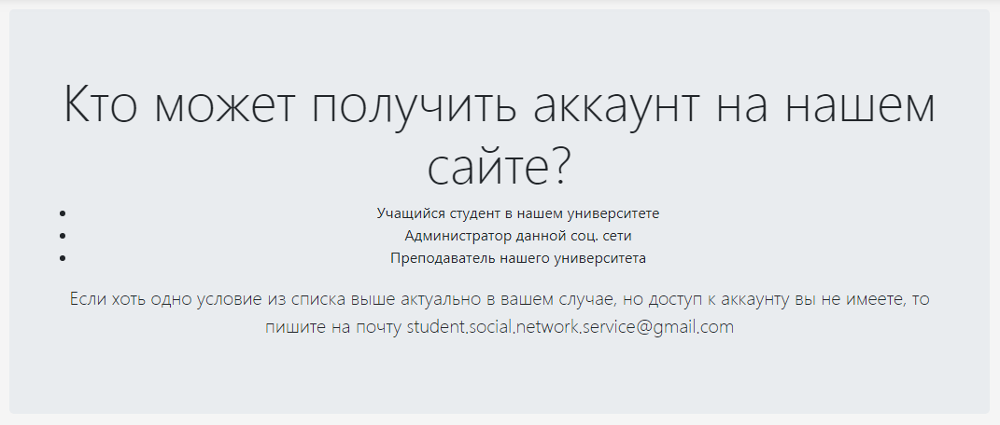 Кто может получить аккаунт на нашем
сайте?
Учащийся студент в нашем университете
Администратор данной соц. сети
Преподаватель нашего университета
Если хоть одно условие из списка выше актуально в вашем случае, но доступ к аккаунту вы не имеете, то
пишите на почту student.social.network.service@gmail.com